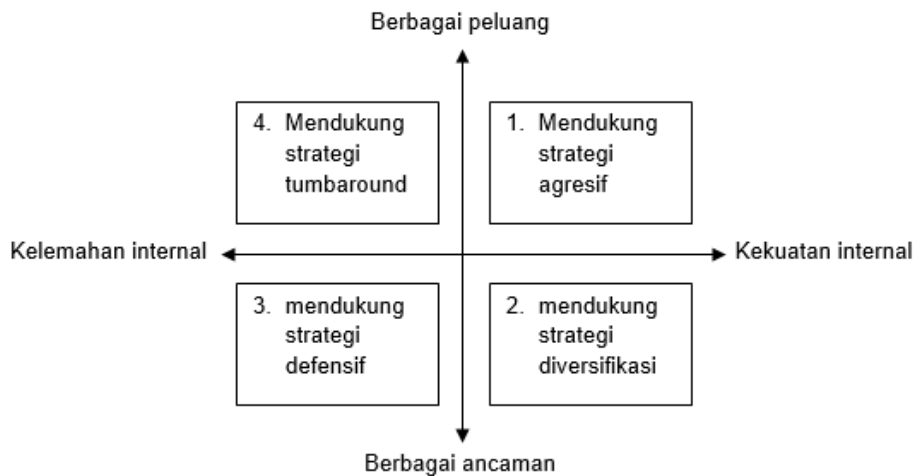 Berbagai peluang
4. Mendukung
strategi
tumbaround
1. Mendukung
strategi
agresif
Kelemahan internal
Kekuatan internal
3. mendukung
strategi
defensif
2. mendukung
strategi
diversifikasi
Berbagai ancaman